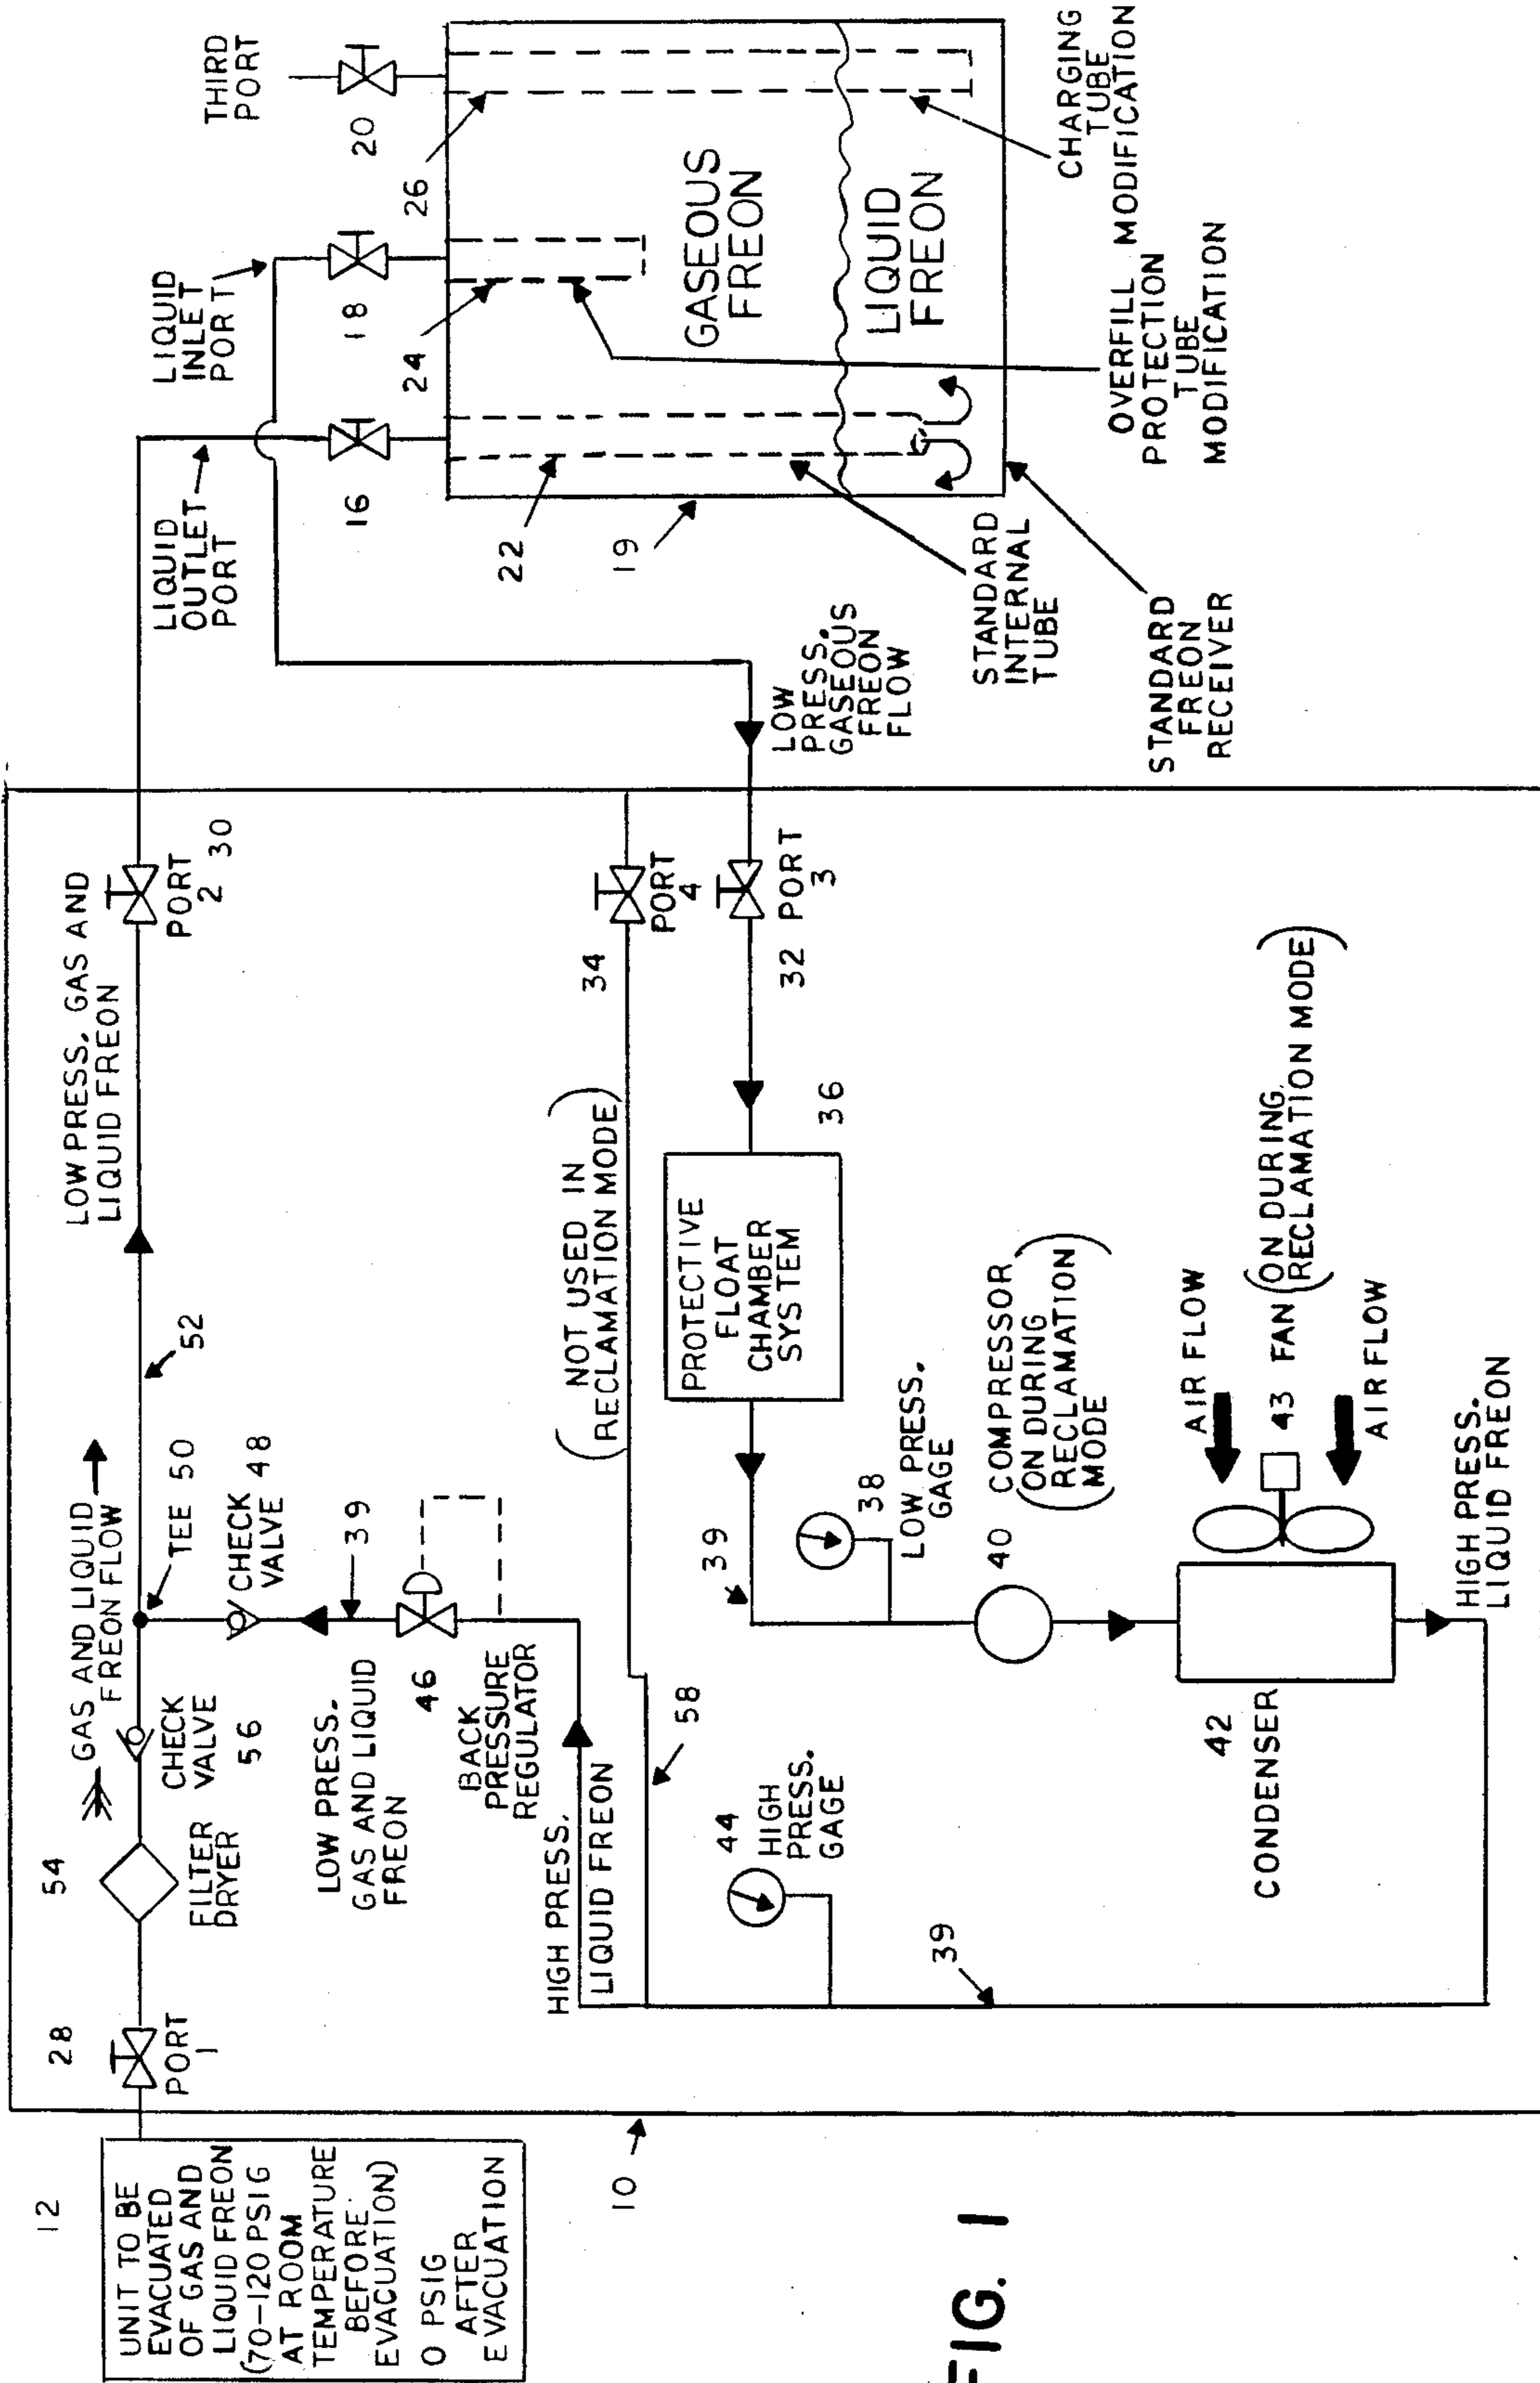 12
UNIT TO BE
EVACUATED
OF GAS AND
LIQUID FREON
(70-120 PSIG
AT ROOM
TEMPERATURE
BEFORE
EVACUATION)
0 PSIG
AFTER
EVACUATION
10
28
PORT
1
54
FILTER
DRYER
GAS AND LIQUID
FREON FLOW
CHECK
VALVE
56
TEE 50
CHECK
VALVE 48
39
52
LOW PRESS. GAS AND
LIQUID FREON
PORT
2
30
LOW PRESS.
GAS AND LIQUID
FREON
46
BACK
PRESSURE
REGULATOR
HIGH PRESS.
LIQUID FREON
58
(NOT USED IN
RECLAMATION MODE)
34
PORT
4
32
PORT
3
36
PROTECTIVE
FLOAT
CHAMBER
SYSTEM
44
HIGH
PRESS.
GAGE
39
38
LOW PRESS.
GAGE
39
40 COMPRESSOR
(ON DURING
RECLAMATION
MODE)
42
CONDENSER
AIR FLOW
43 FAN (ON DURING
RECLAMATION MODE)
AIR FLOW
HIGH PRESS.
LIQUID FREON
LIQUID
OUTLET
PORT
LIQUID
INLET
PORT
THIRD
PORT
16
18
20
22
24
26
19
GASEOUS
FREON
LIQUID
FREON
LOW
PRESS.
GASEOUS
FREON
FLOW
STANDARD
INTERNAL
TUBE
STANDARD
FREON
RECEIVER
OVERFILL
PROTECTION
TUBE
MODIFICATION
CHARGING
TUBE
MODIFICATION
FIG. 1